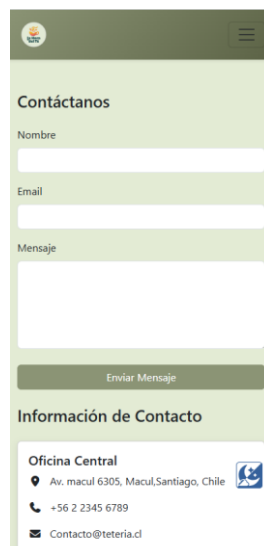 Contáctanos
Nombre
Email
Mensaje
Enviar Mensaje
Información de Contacto
Oficina Central
Av. macul 6305, Macul,Santiago, Chile
+56 2 2345 6789
Contacto@teteria.cl